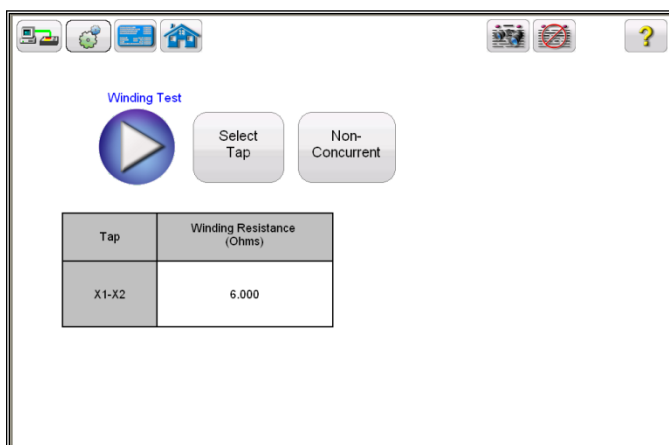 ?
Winding Test
Select
Tap
Non-
Concurrent
Tap
Winding Resistance
(Ohms)
X1-X2
6.000